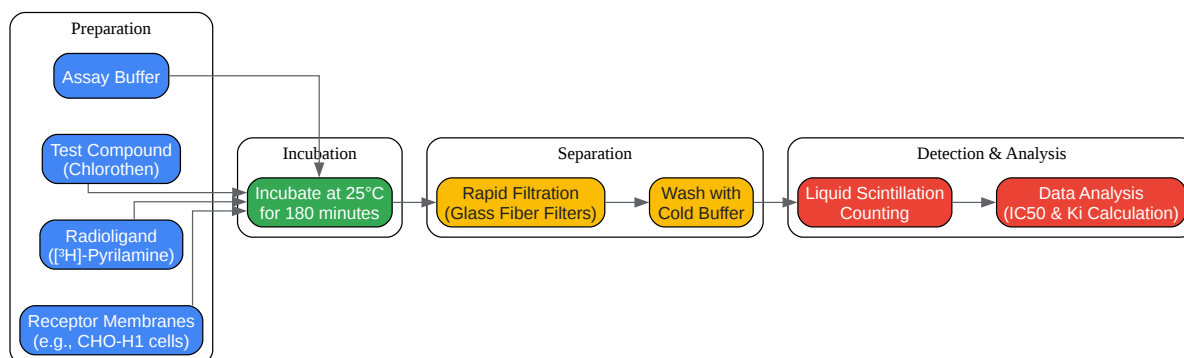 Preparation
Assay Buffer
Test Compound
(Chlorothen)
Radioligand
([³H]-Pyrilamine)
Receptor Membranes
(e.g., CHO-H1 cells)
Incubation
Incubate at 25°C
for 180 minutes
Separation
Rapid Filtration
(Glass Fiber Filters)
Wash with
Cold Buffer
Detection & Analysis
Liquid Scintillation
Counting
Data Analysis
(IC50 & Ki Calculation)